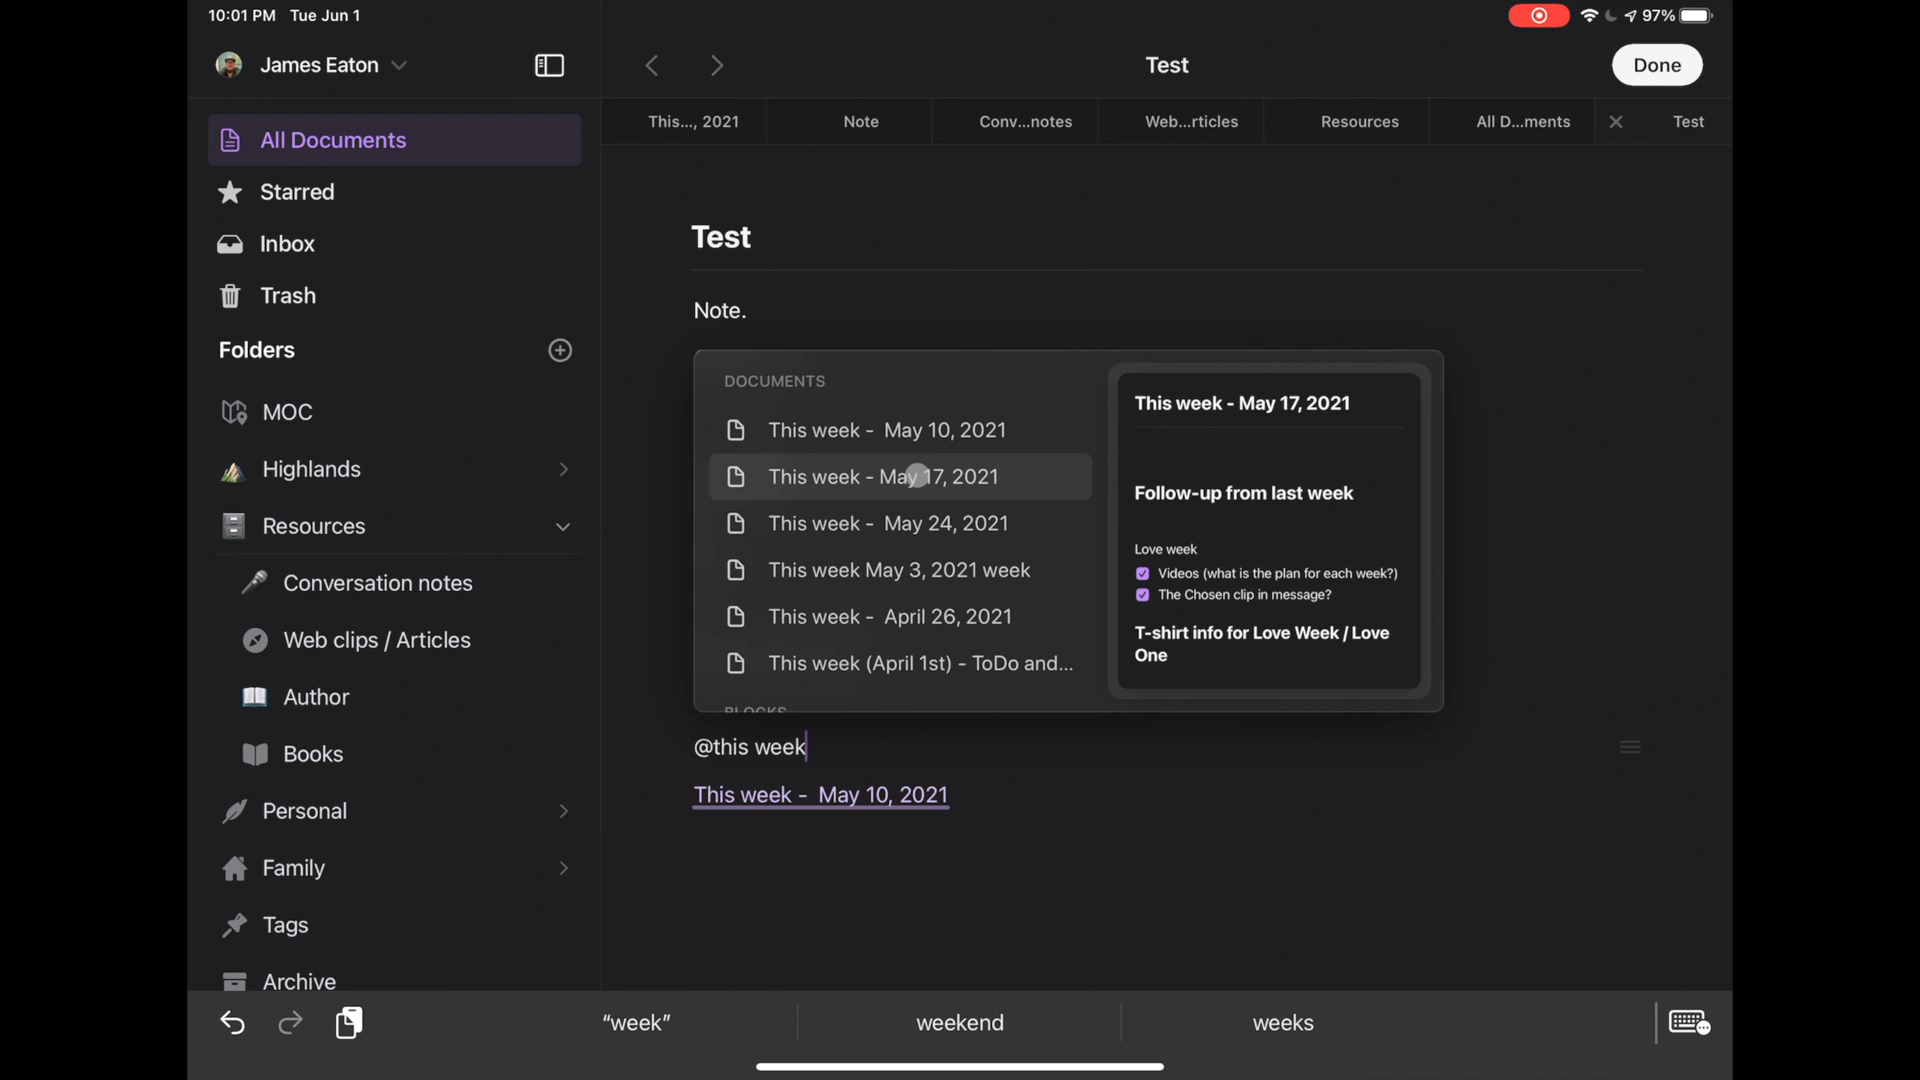 10:01 PM Tue Jun 1
97%
James Eaton
Test
Done
This..., 2021
Note
Conv...notes
Web...rticles
Resources
All D...ments
Test
All Documents
Starred
Inbox
Trash
Folders
MOC
Highlands
Resources
Conversation notes
Web clips / Articles
Author
Books
Personal
Family
Tags
Archive
Test
Note.
DOCUMENTS
This week - May 10, 2021
This week - May 17, 2021
This week - May 24, 2021
This week May 3, 2021 week
This week - April 26, 2021
This week (April 1st) - ToDo and...
BLOCKS
This week - May 17, 2021
Follow-up from last week
Love week
Videos (what is the plan for each week?)
The Chosen clip in message?
T-shirt info for Love Week / Love
One
@this week
This week - May 10, 2021
“week”
weekend
weeks